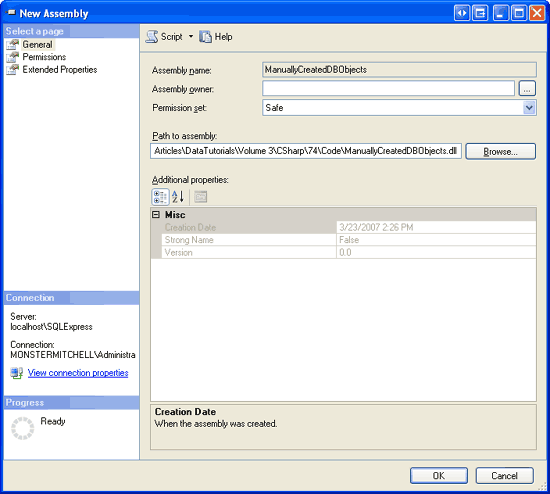 New Assembly
Select a page
General
Permissions
Extended Properties
Script Help
Assembly name: ManuallyCreatedDBObjects
Assembly owner: ...
Permission set: Safe
Path to assembly:
Articles\DataTutorials\Volume 3\CSharp\74\Code\ManuallyCreatedDBObjects.dll Browse...
Additional properties:
Misc
Creation Date 3/23/2007 2:26 PM
Strong Name False
Version 0.0
Connection
Server:
localhost\SQLExpress
Connection:
MONSTERMITCHELL\Administra
View connection properties
Progress
Ready
Creation Date
When the assembly was created.
OK Cancel